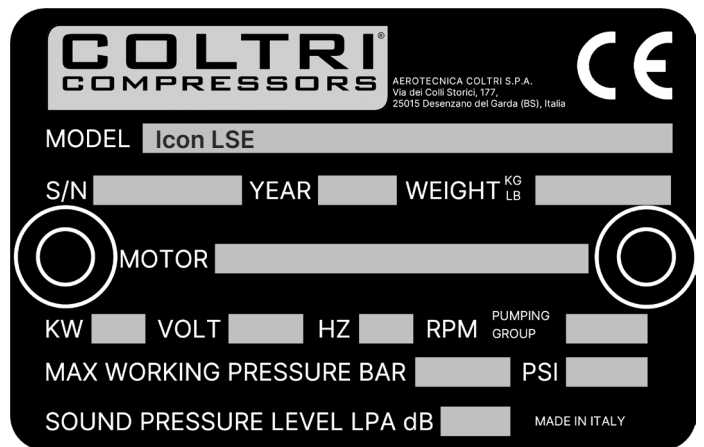 COLTRI®
COMPRESSORS
AEROTECNICA COLTRI S.P.A.
Via dei Colli Storici, 177,
25015 Desenzano del Garda (BS), Italia
CE
MODEL Icon LSE
S/N YEAR WEIGHT KG LB
MOTOR
KW VOLT HZ RPM PUMPING GROUP
MAX WORKING PRESSURE BAR PSI
SOUND PRESSURE LEVEL LPA dB MADE IN ITALY